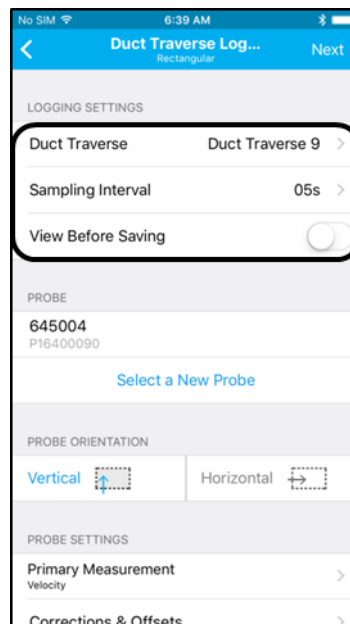 No SIM 6:39 AM
Duct Traverse Log... Next
Rectangular
LOGGING SETTINGS
Duct Traverse Duct Traverse 9
Sampling Interval 05s
View Before Saving
PROBE
645004
P16400090
Select a New Probe
PROBE ORIENTATION
Vertical Horizontal
PROBE SETTINGS
Primary Measurement
Velocity
Corrections & Offsets